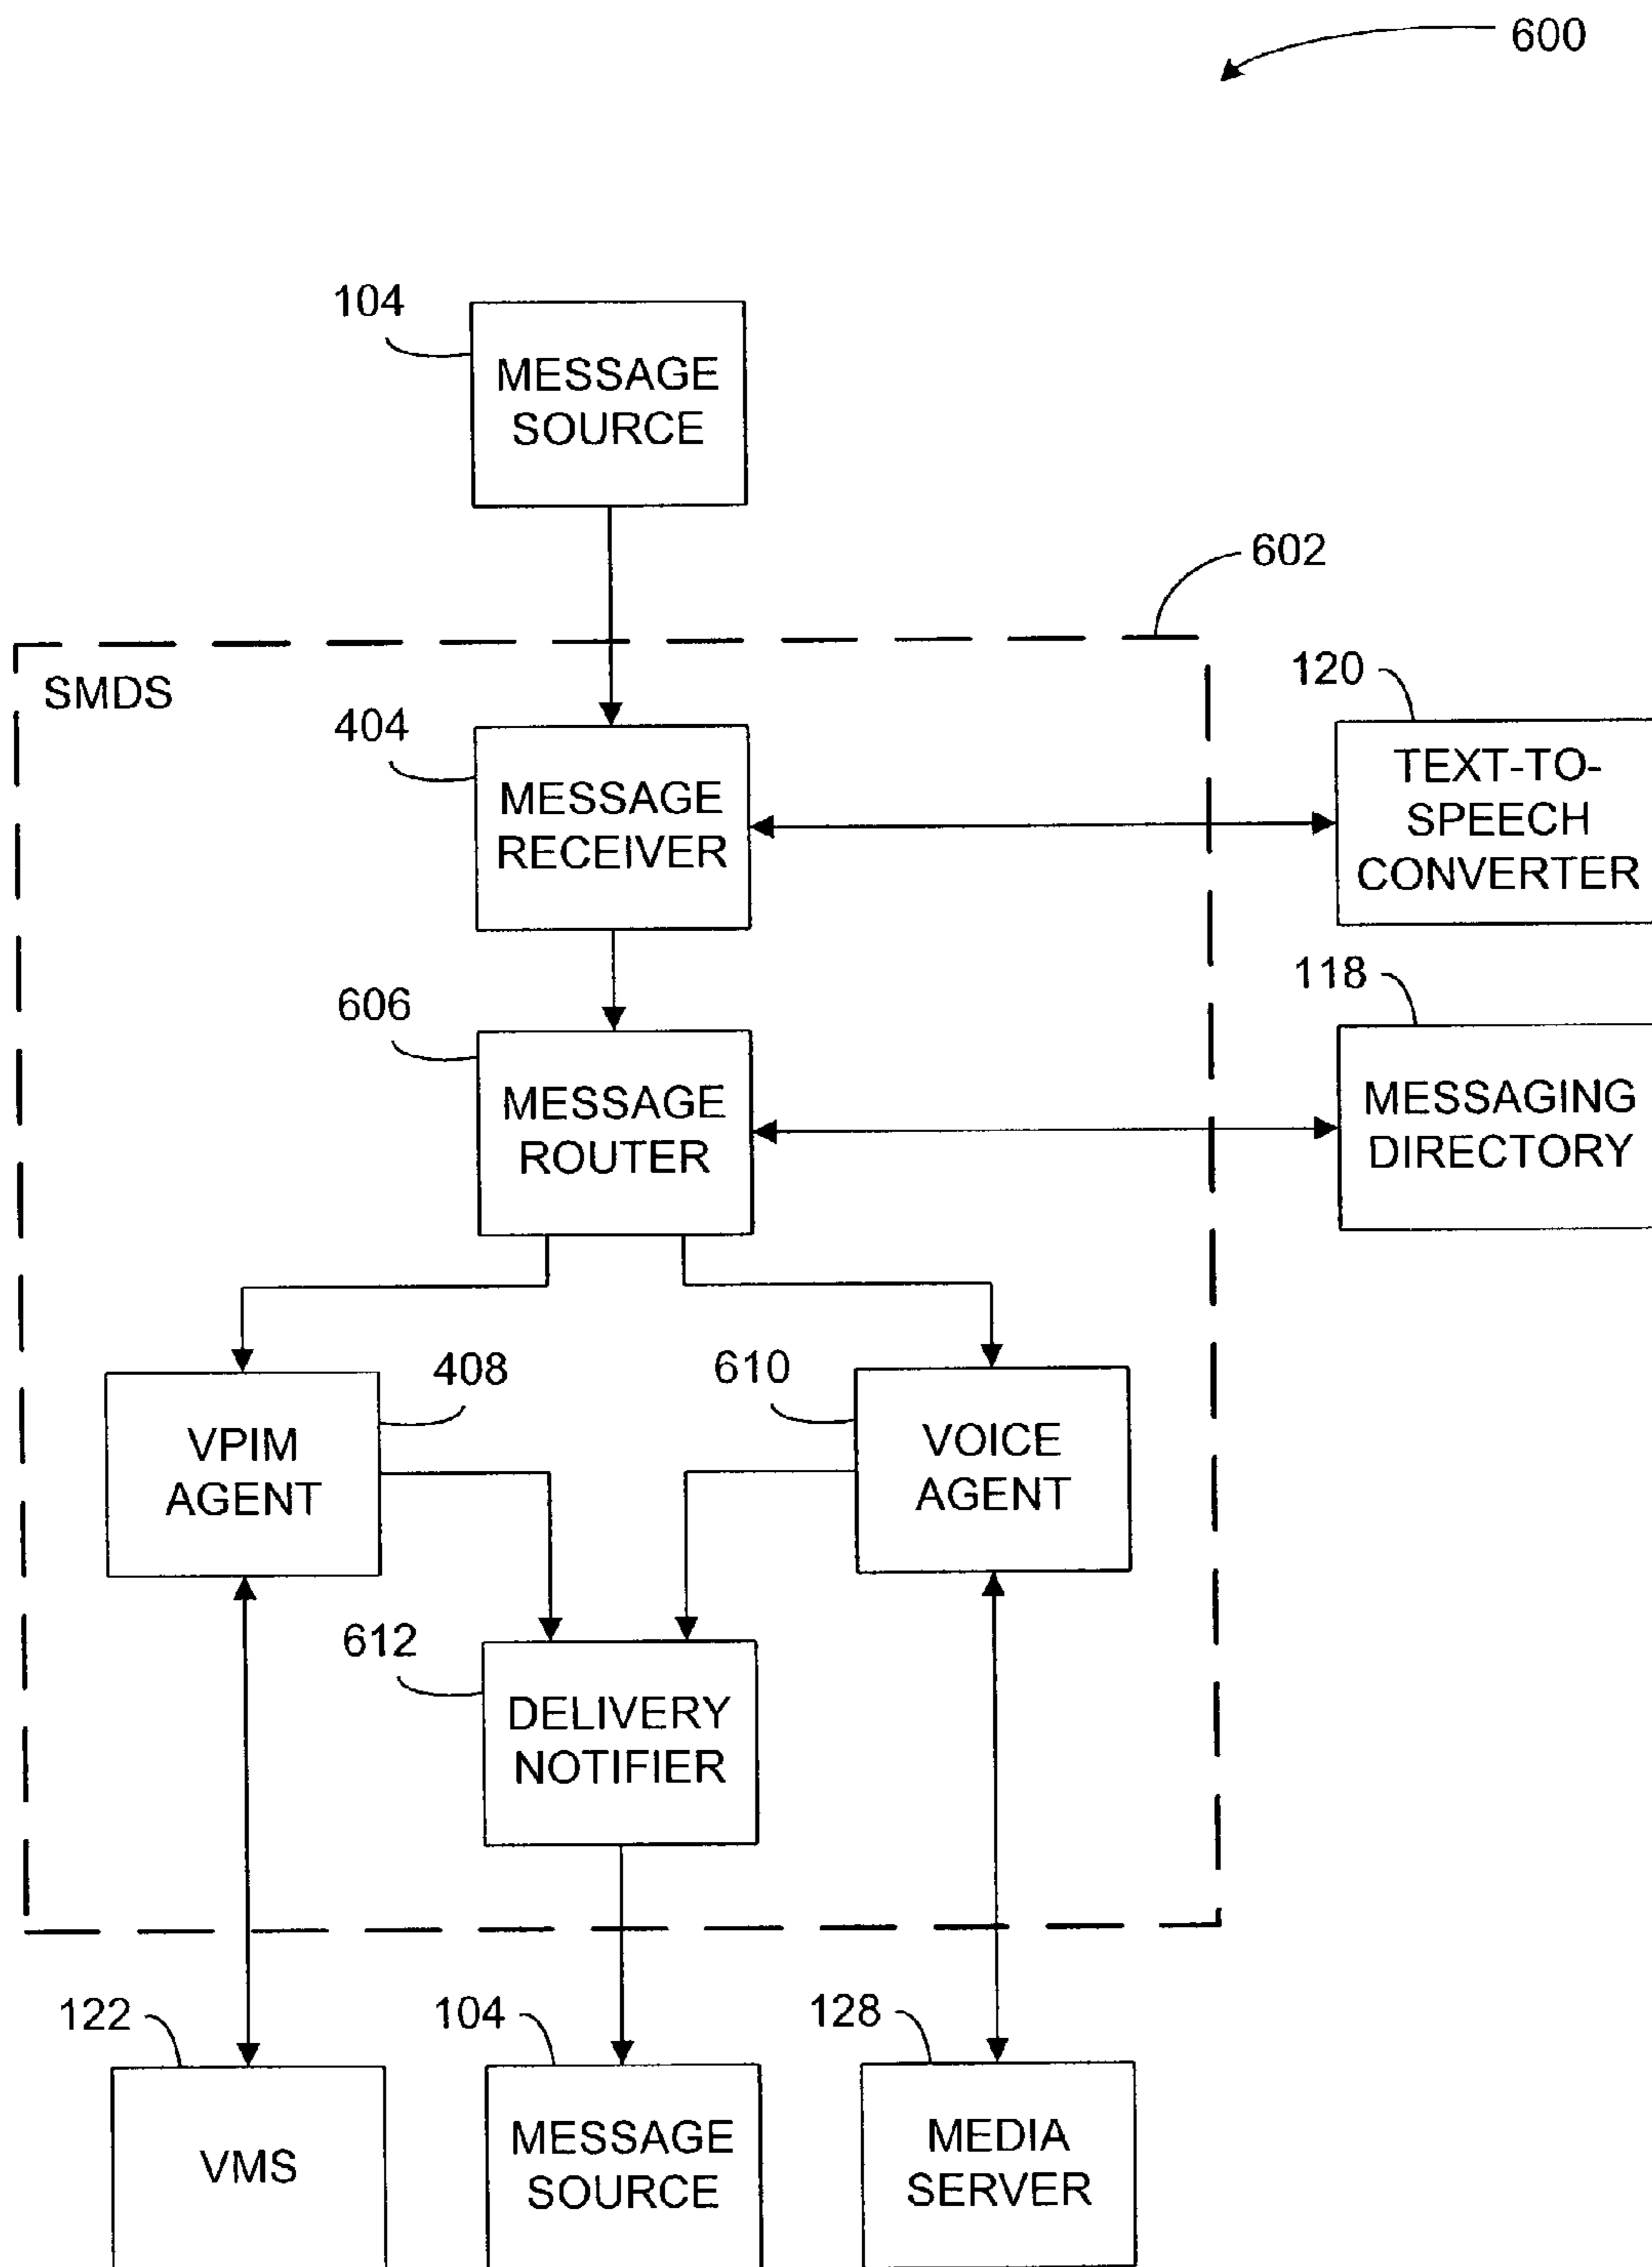 600
104
MESSAGE
SOURCE
602
SMDS
120
TEXT-TO-
SPEECH
CONVERTER
404
MESSAGE
RECEIVER
118
MESSAGING
DIRECTORY
606
MESSAGE
ROUTER
408
VPIM
AGENT
610
VOICE
AGENT
612
DELIVERY
NOTIFIER
122
VMS
104
MESSAGE
SOURCE
128
MEDIA
SERVER